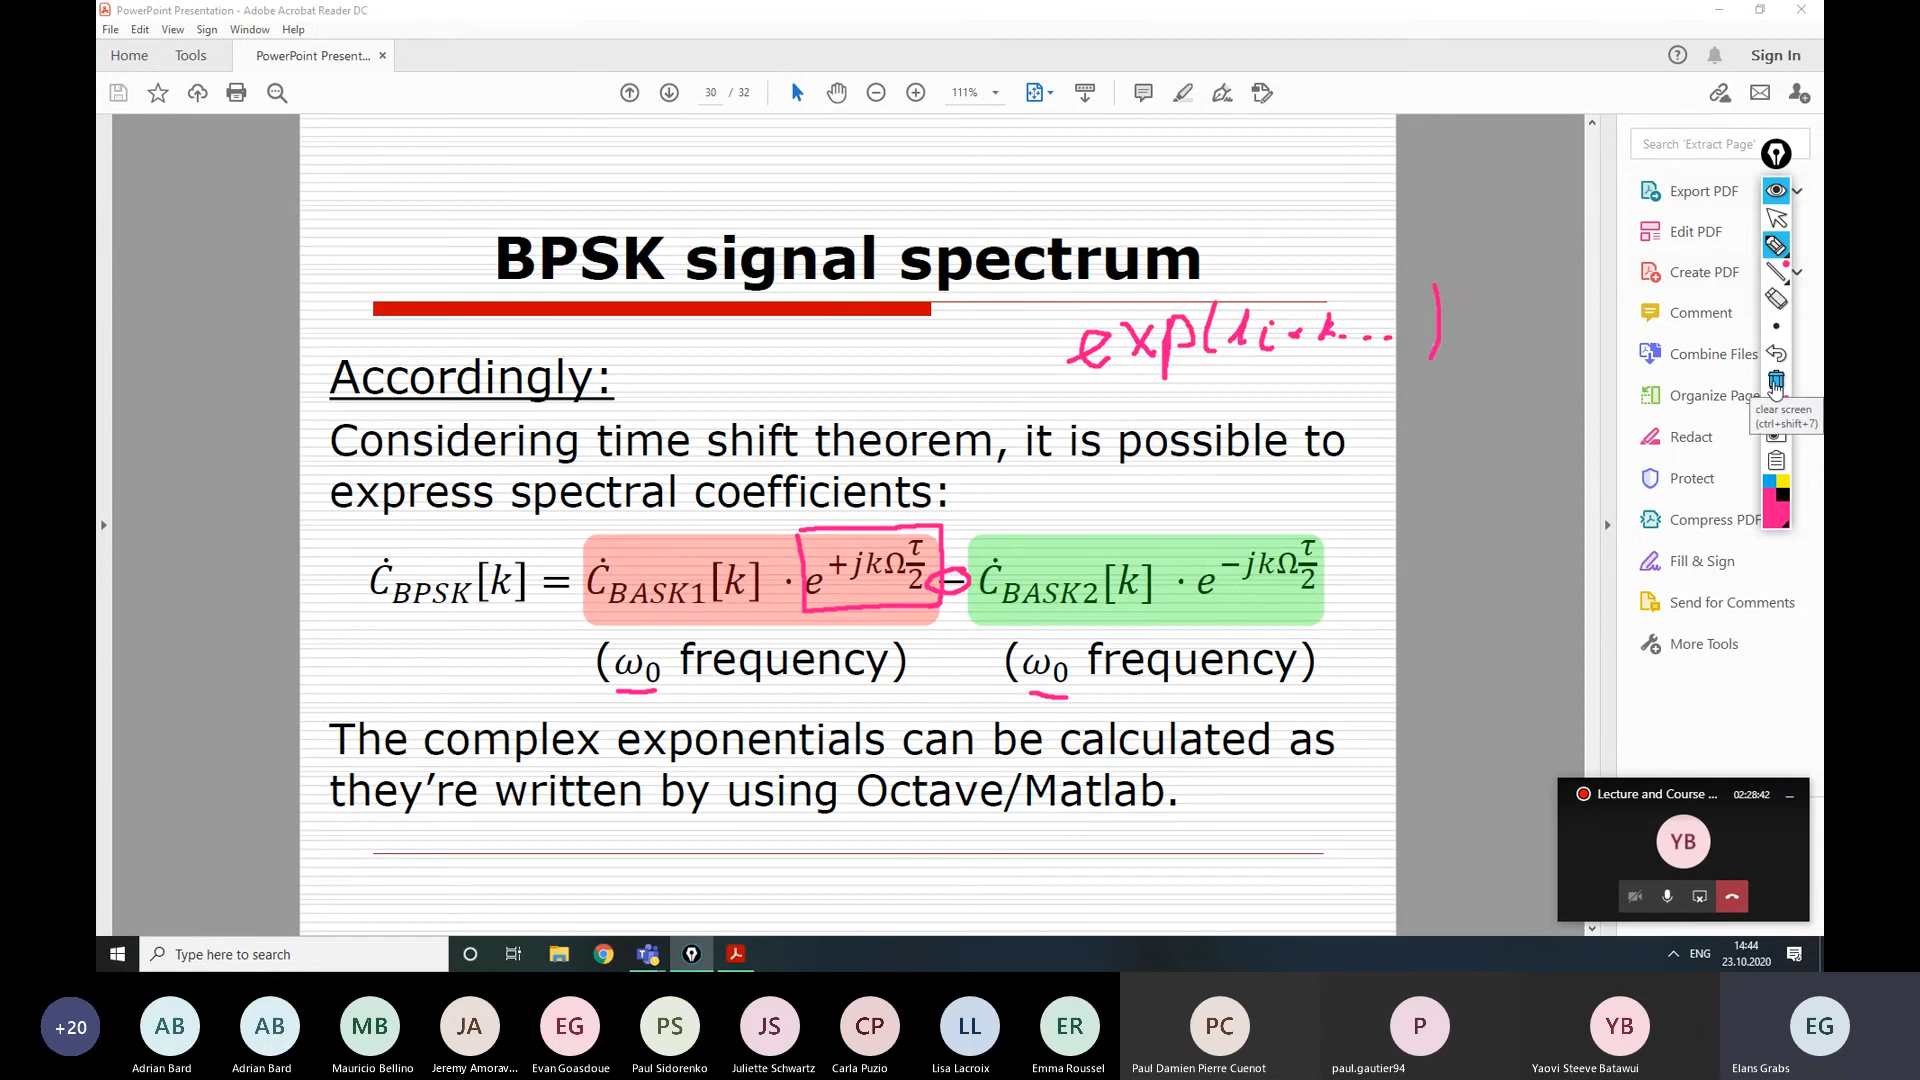 PowerPoint Presentation - Adobe Acrobat Reader DC
File Edit View Sign Window Help
Home Tools PowerPoint Present... × Sign In
30 / 32 111%
Search 'Extract Page'
Export PDF
Edit PDF
Create PDF
Comment
Combine Files
Organize Page
clear screen
(ctrl+shift+7)
Redact
Protect
Compress PDF
Fill & Sign
Send for Comments
More Tools
BPSK signal spectrum
exp(1i*k...)
Accordingly:
Considering time shift theorem, it is possible to
express spectral coefficients:
Ċ_BPSK[k] = Ċ_BASK1[k] · e^{+jkΩτ/2} − Ċ_BASK2[k] · e^{−jkΩτ/2}
(ω₀ frequency) (ω₀ frequency)
The complex exponentials can be calculated as
they’re written by using Octave/Matlab.
Lecture and Course ... 02:28:42
YB
Type here to search
ENG
14:44
23.10.2020
+20 AB AB MB JA EG PS JS CP LL ER PC P YB EG
Adrian Bard Adrian Bard Mauricio Bellino Jeremy Amorav... Evan Goasdoue Paul Sidorenko Juliette Schwartz Carla Puzio Lisa Lacroix Emma Roussel Paul Damien Pierre Cuenot paul.gautier94 Yaovi Steeve Batawui Elans Grabs